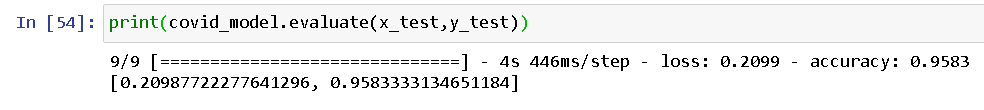 In [54]: print(covid_model.evaluate(x_test,y_test))
9/9 [==============================] - 4s 446ms/step - loss: 0.2099 - accuracy: 0.9583
[0.20987722277641296, 0.9583333134651184]